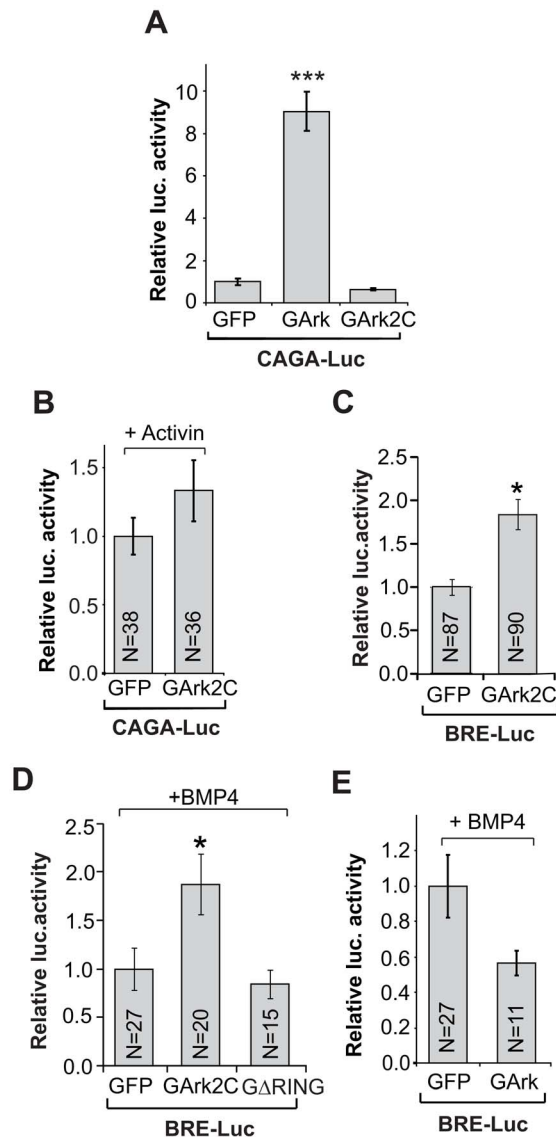 A
Relative luc. activity
10
8
6
4
2
0
***
GFP GArk GArk2C
CAGA-Luc
B
+ Activin
Relative luc. activity
1.5
1.0
0.5
0.0
N=38 N=36
GFP GArk2C
CAGA-Luc
C
Relative luc.activity
2.5
2.0
1.5
1.0
0.5
0.0
*
N=87 N=90
GFP GArk2C
BRE-Luc
D
+BMP4
Relative luc.activity
2.5
2.0
1.5
1.0
0.5
0.0
*
N=27 N=20 N=15
GFP GArk2C GΔRING
BRE-Luc
E
+ BMP4
Relative luc. activity
1.2
1.0
0.8
0.6
0.4
0.2
0.0
N=27 N=11
GFP GArk
BRE-Luc